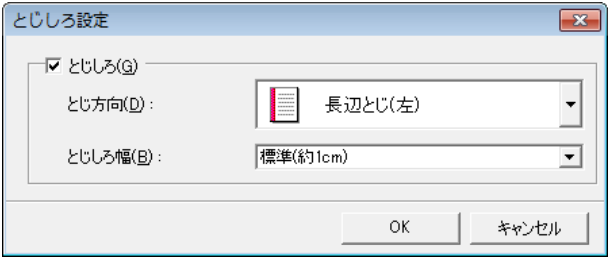 とじしろ設定
とじしろ(G)
とじ方向(D):
長辺とじ(左)
とじしろ幅(B):
標準(約1cm)
OK
キャンセル